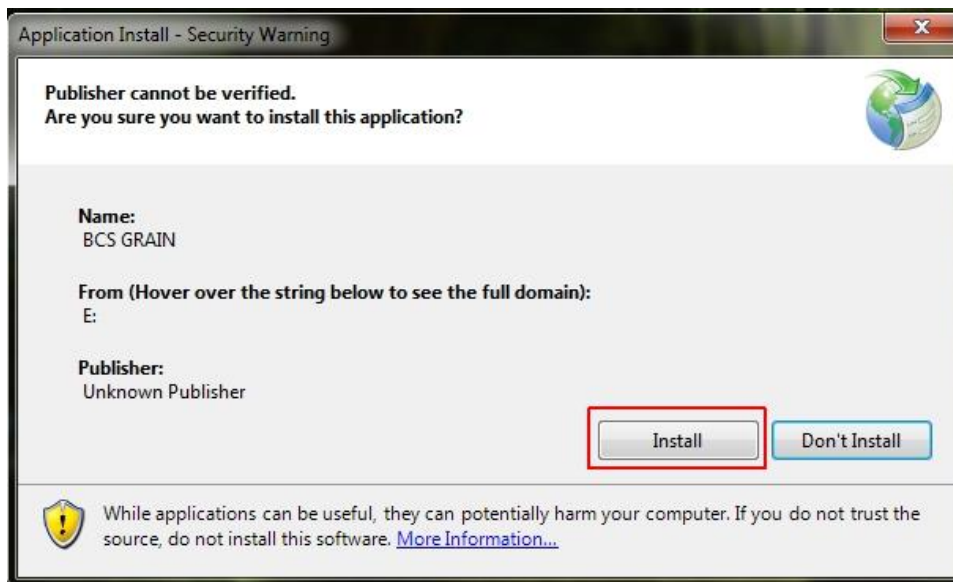 Application Install - Security Warning
Publisher cannot be verified.
Are you sure you want to install this application?
Name:
BCS GRAIN
From (Hover over the string below to see the full domain):
E:
Publisher:
Unknown Publisher
Install
Don't Install
While applications can be useful, they can potentially harm your computer. If you do not trust the
source, do not install this software. More Information...